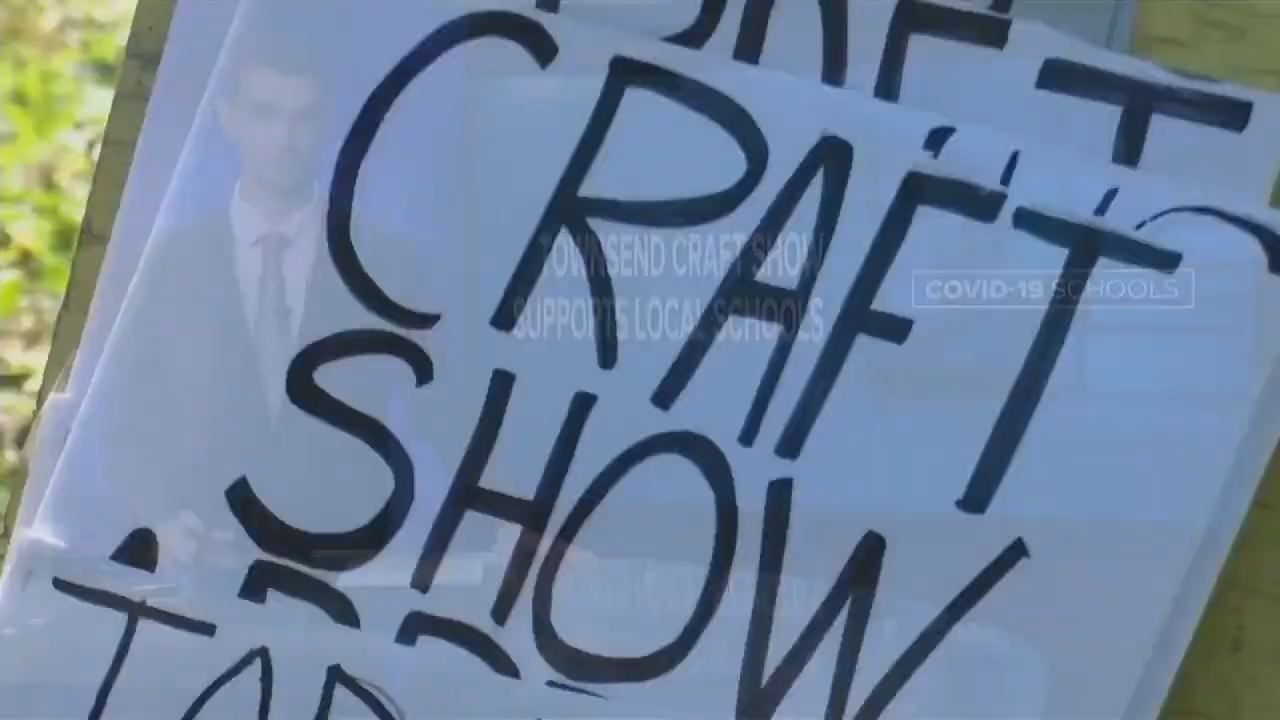 CRAFT
SHOW
TOWNSEND CRAFT SHOW
SUPPORTS LOCAL SCHOOLS
COVID-19 SCHOOLS